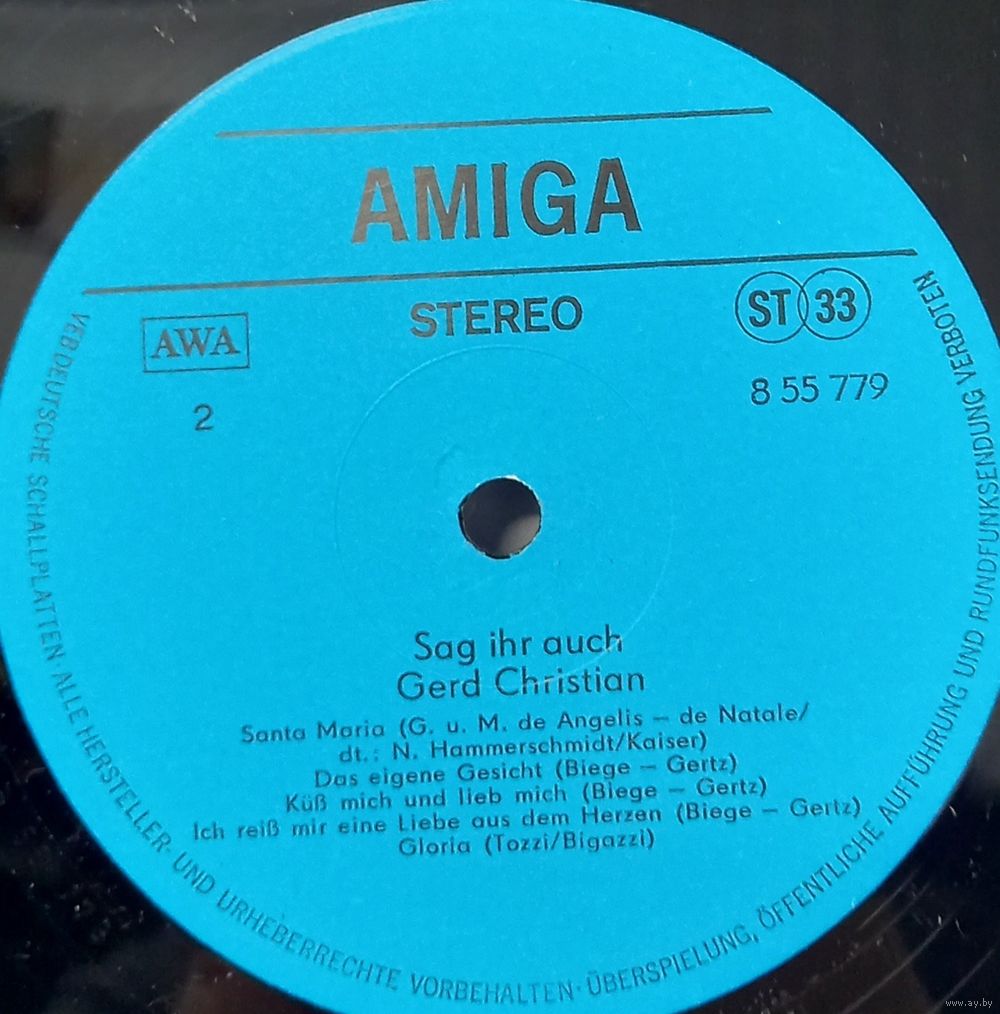 AMIGA
STEREO
AWA
ST 33
2
8 55 779
Sag ihr auch
Gerd Christian
Santa Maria (G. u. M. de Angelis – de Natale/
dt.: N. Hammerschmidt/Kaiser)
Das eigene Gesicht (Biege – Gertz)
Küß mich und lieb mich (Biege – Gertz)
Ich reiß mir eine Liebe aus dem Herzen (Biege – Gertz)
Gloria (Tozzi/Bigazzi)
VEB DEUTSCHE SCHALLPLATTEN · ALLE HERSTELLER- UND URHEBERRECHTE VORBEHALTEN · ÜBERSPIELUNG, ÖFFENTLICHE AUFFÜHRUNG UND RUNDFUNKSENDUNG VERBOTEN
www.ay.by